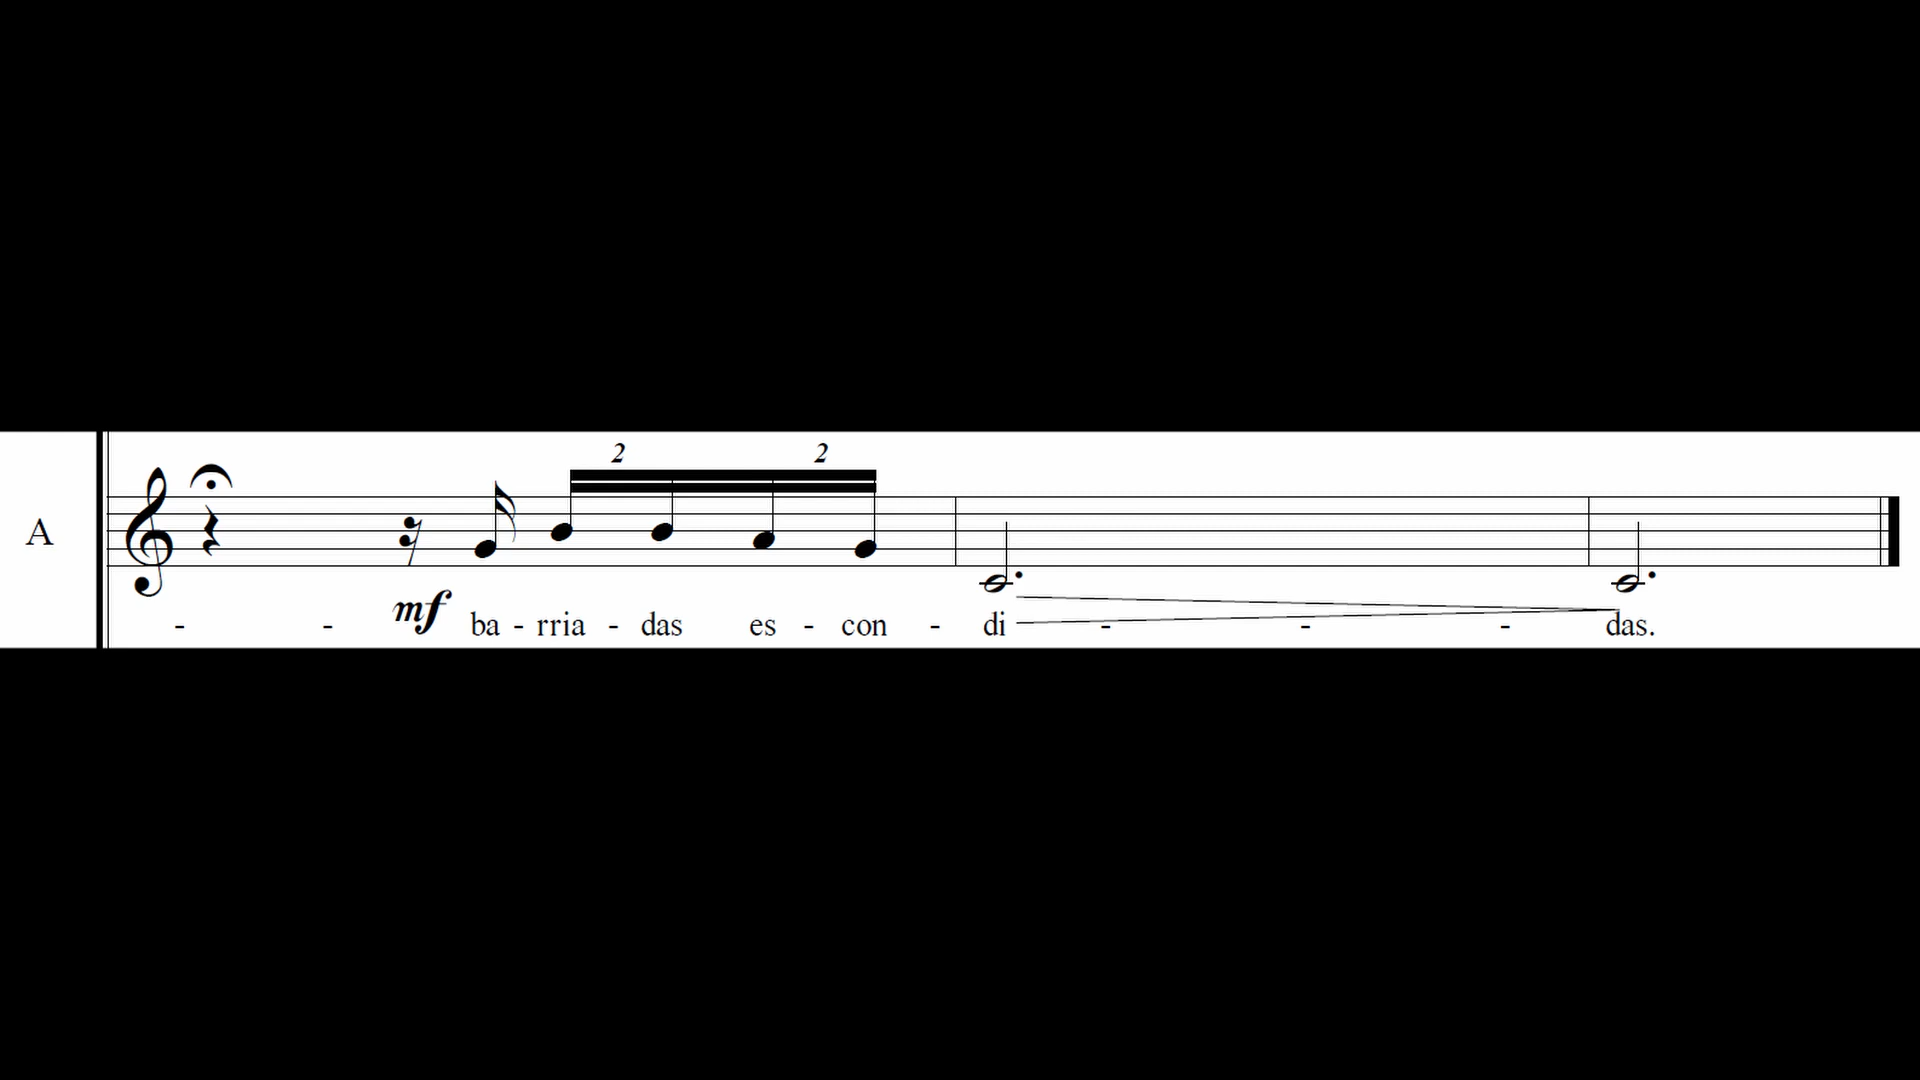 2 2
A
mf
- - ba - rria - das es - con - di - - - das.